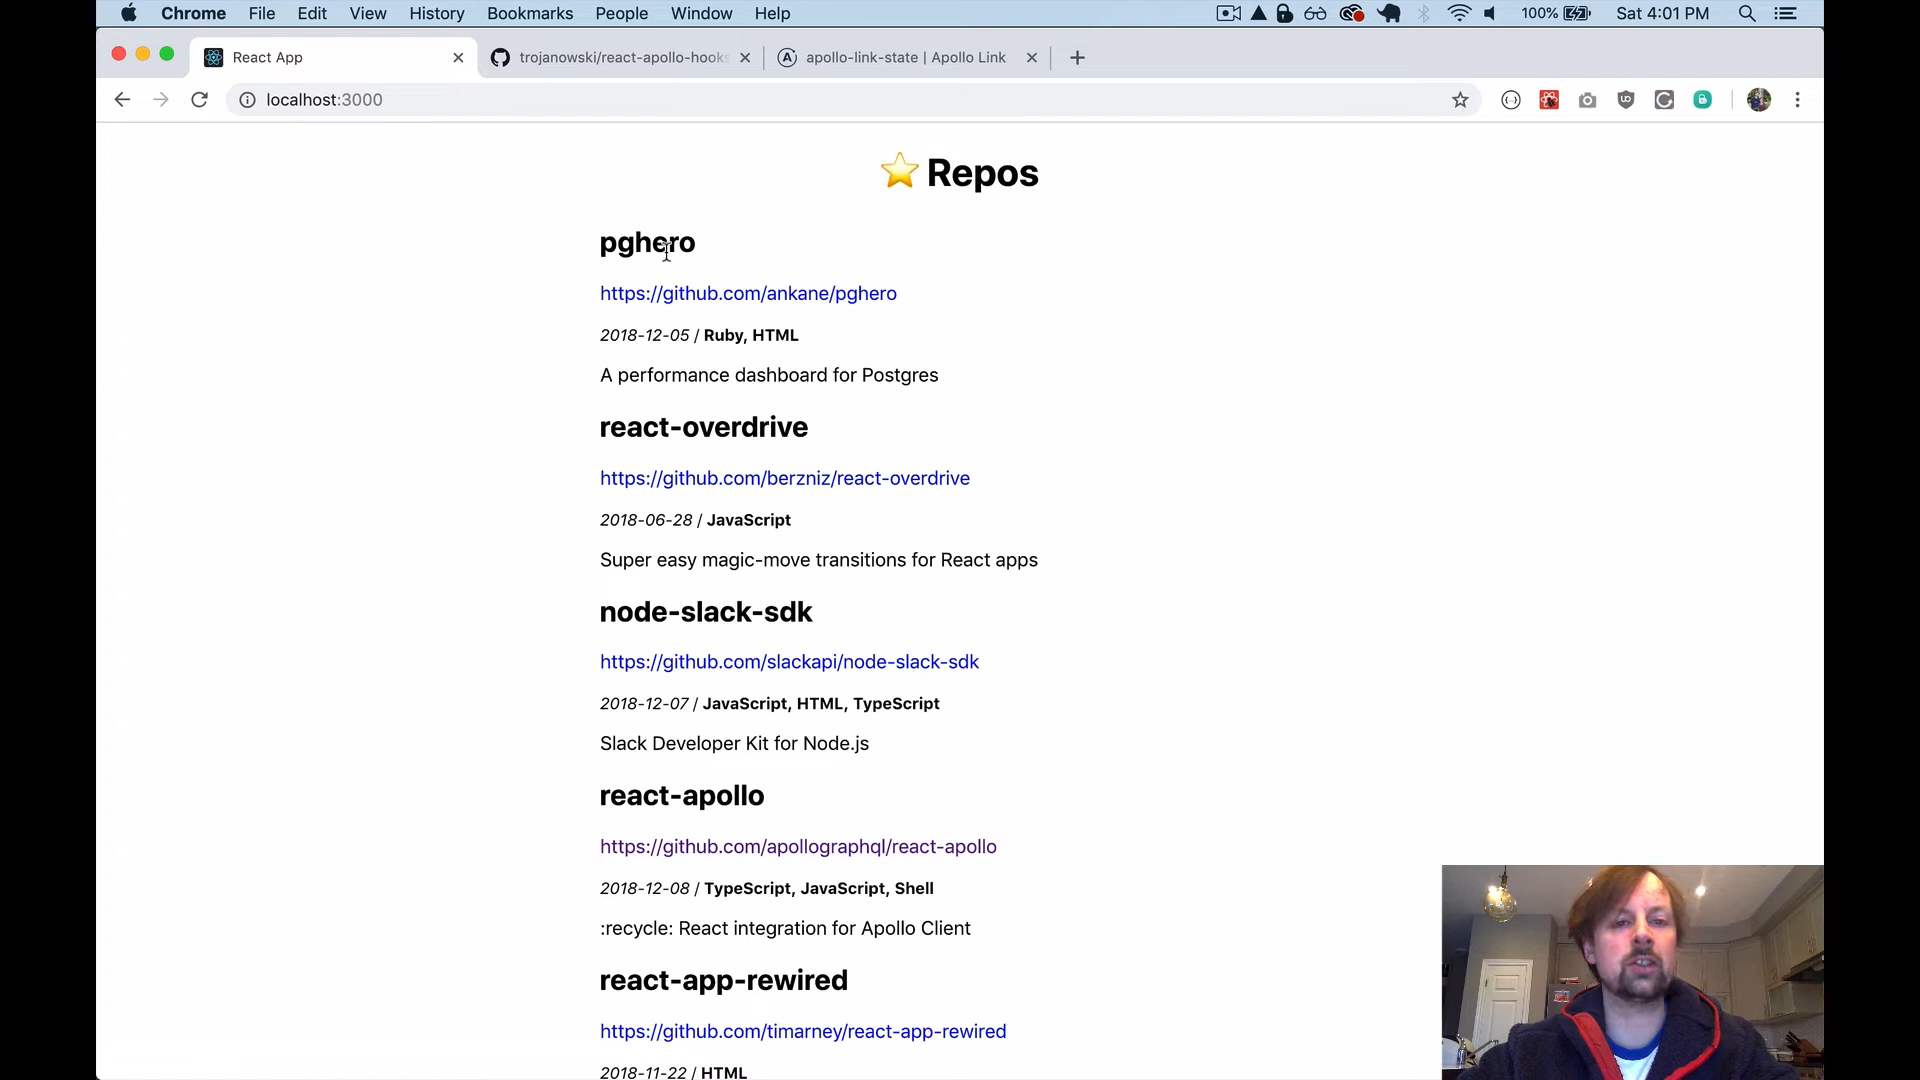 Chrome File Edit View History Bookmarks People Window Help 100% Sat 4:01 PM
React App trojanowski/react-apollo-hooks apollo-link-state | Apollo Link
localhost:3000
⭐ Repos
pghero
https://github.com/ankane/pghero
2018-12-05 / Ruby, HTML
A performance dashboard for Postgres
react-overdrive
https://github.com/berzniz/react-overdrive
2018-06-28 / JavaScript
Super easy magic-move transitions for React apps
node-slack-sdk
https://github.com/slackapi/node-slack-sdk
2018-12-07 / JavaScript, HTML, TypeScript
Slack Developer Kit for Node.js
react-apollo
https://github.com/apollographql/react-apollo
2018-12-08 / TypeScript, JavaScript, Shell
:recycle: React integration for Apollo Client
react-app-rewired
https://github.com/timarney/react-app-rewired
2018-11-22 / HTML